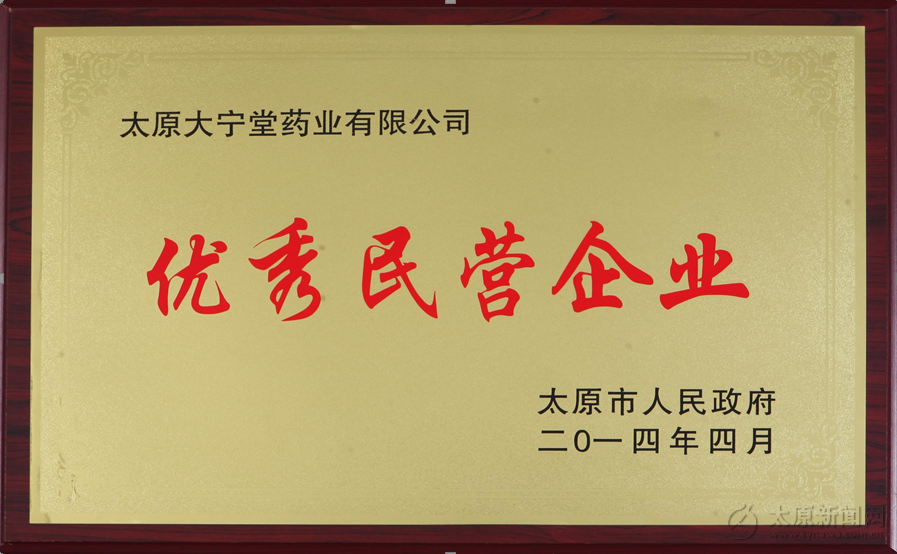 太原大宁堂药业有限公司
优秀民营企业
太原市人民政府
二0一四年四月
太原新闻网